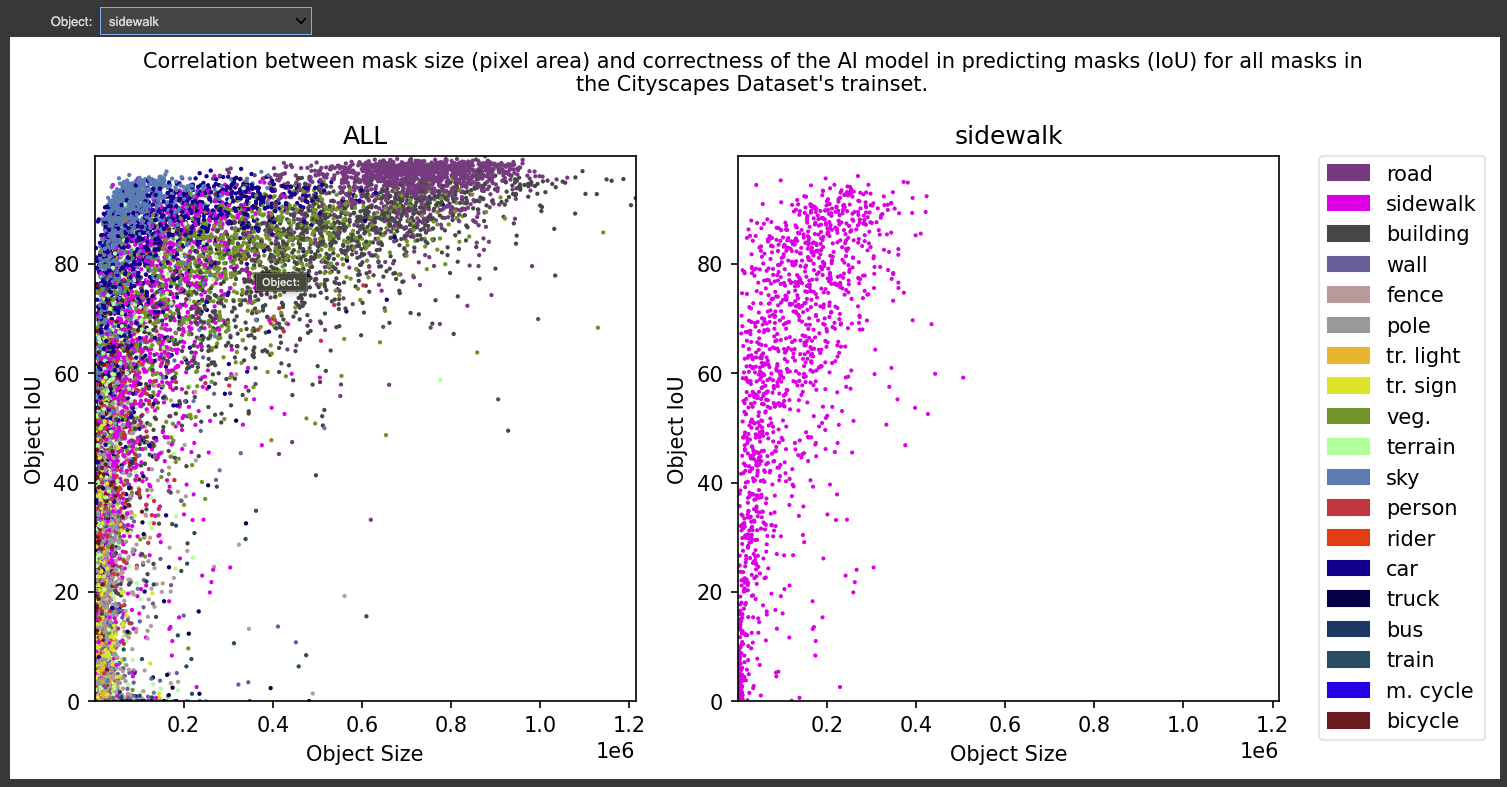 Object: sidewalk
Correlation between mask size (pixel area) and correctness of the AI model in predicting masks (IoU) for all masks in
the Cityscapes Dataset's trainset.
ALL
80
60
40
20
0
Object IoU
Object:
0.2 0.4 0.6 0.8 1.0 1.2
1e6
Object Size
sidewalk
80
60
40
20
0
Object IoU
0.2 0.4 0.6 0.8 1.0 1.2
1e6
Object Size
road
sidewalk
building
wall
fence
pole
tr. light
tr. sign
veg.
terrain
sky
person
rider
car
truck
bus
train
m. cycle
bicycle